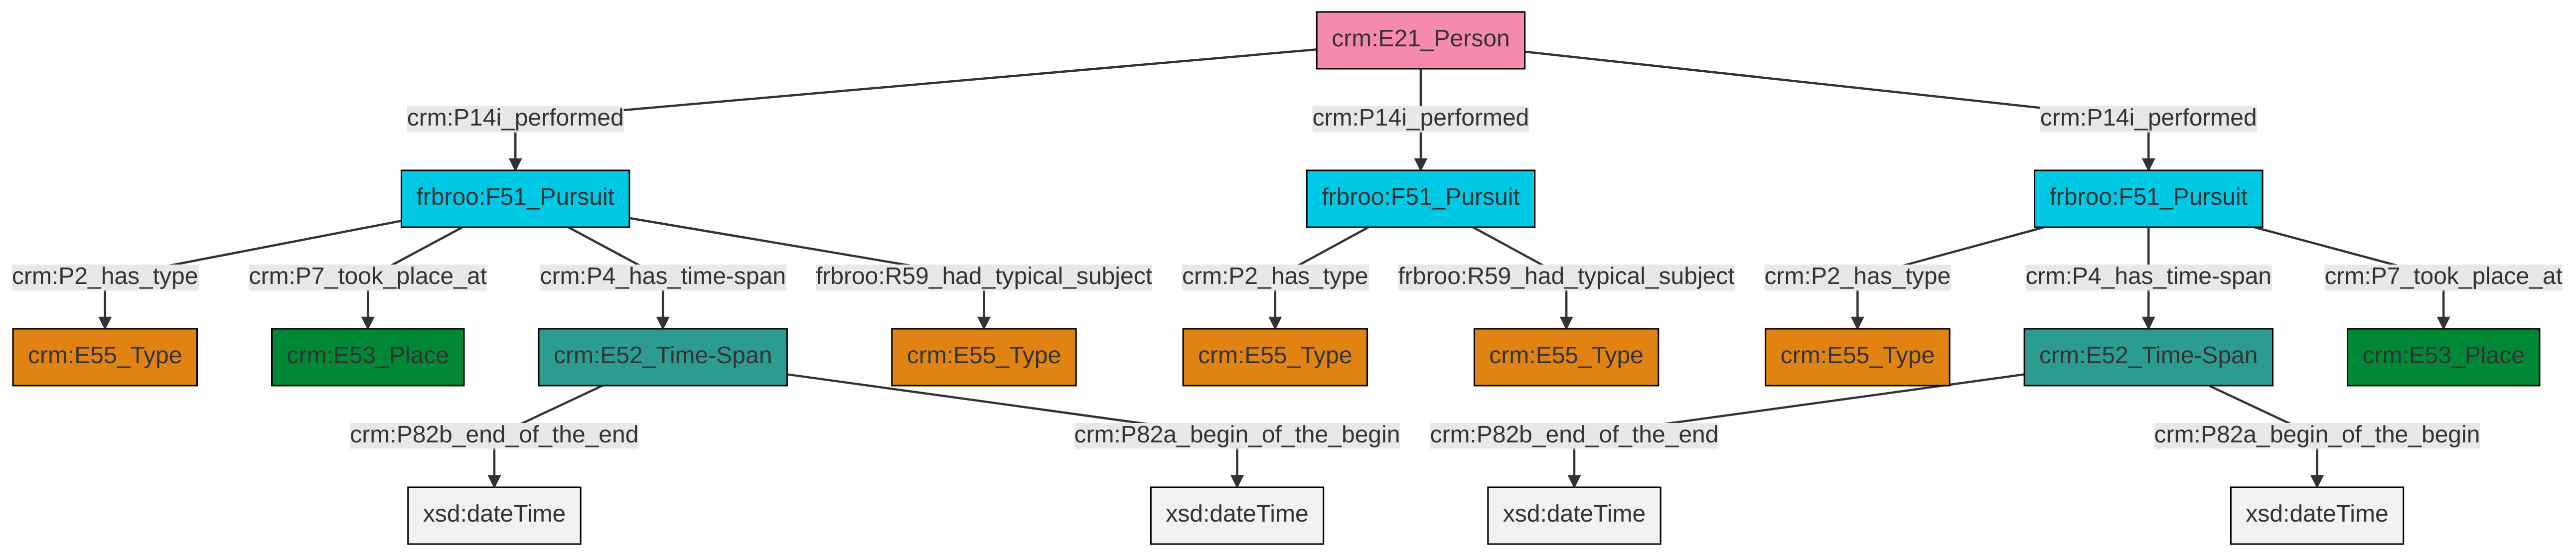 crm:E21_Person
crm:P14i_performed
crm:P14i_performed
crm:P14i_performed
frbroo:F51_Pursuit
frbroo:F51_Pursuit
frbroo:F51_Pursuit
crm:P2_has_type
crm:P7_took_place_at
crm:P4_has_time-span
frbroo:R59_had_typical_subject
crm:P2_has_type
frbroo:R59_had_typical_subject
crm:P2_has_type
crm:P4_has_time-span
crm:P7_took_place_at
crm:E55_Type
crm:E53_Place
crm:E52_Time-Span
crm:E55_Type
crm:E55_Type
crm:E55_Type
crm:E55_Type
crm:E52_Time-Span
crm:E53_Place
crm:P82b_end_of_the_end
crm:P82a_begin_of_the_begin
crm:P82b_end_of_the_end
crm:P82a_begin_of_the_begin
xsd:dateTime
xsd:dateTime
xsd:dateTime
xsd:dateTime